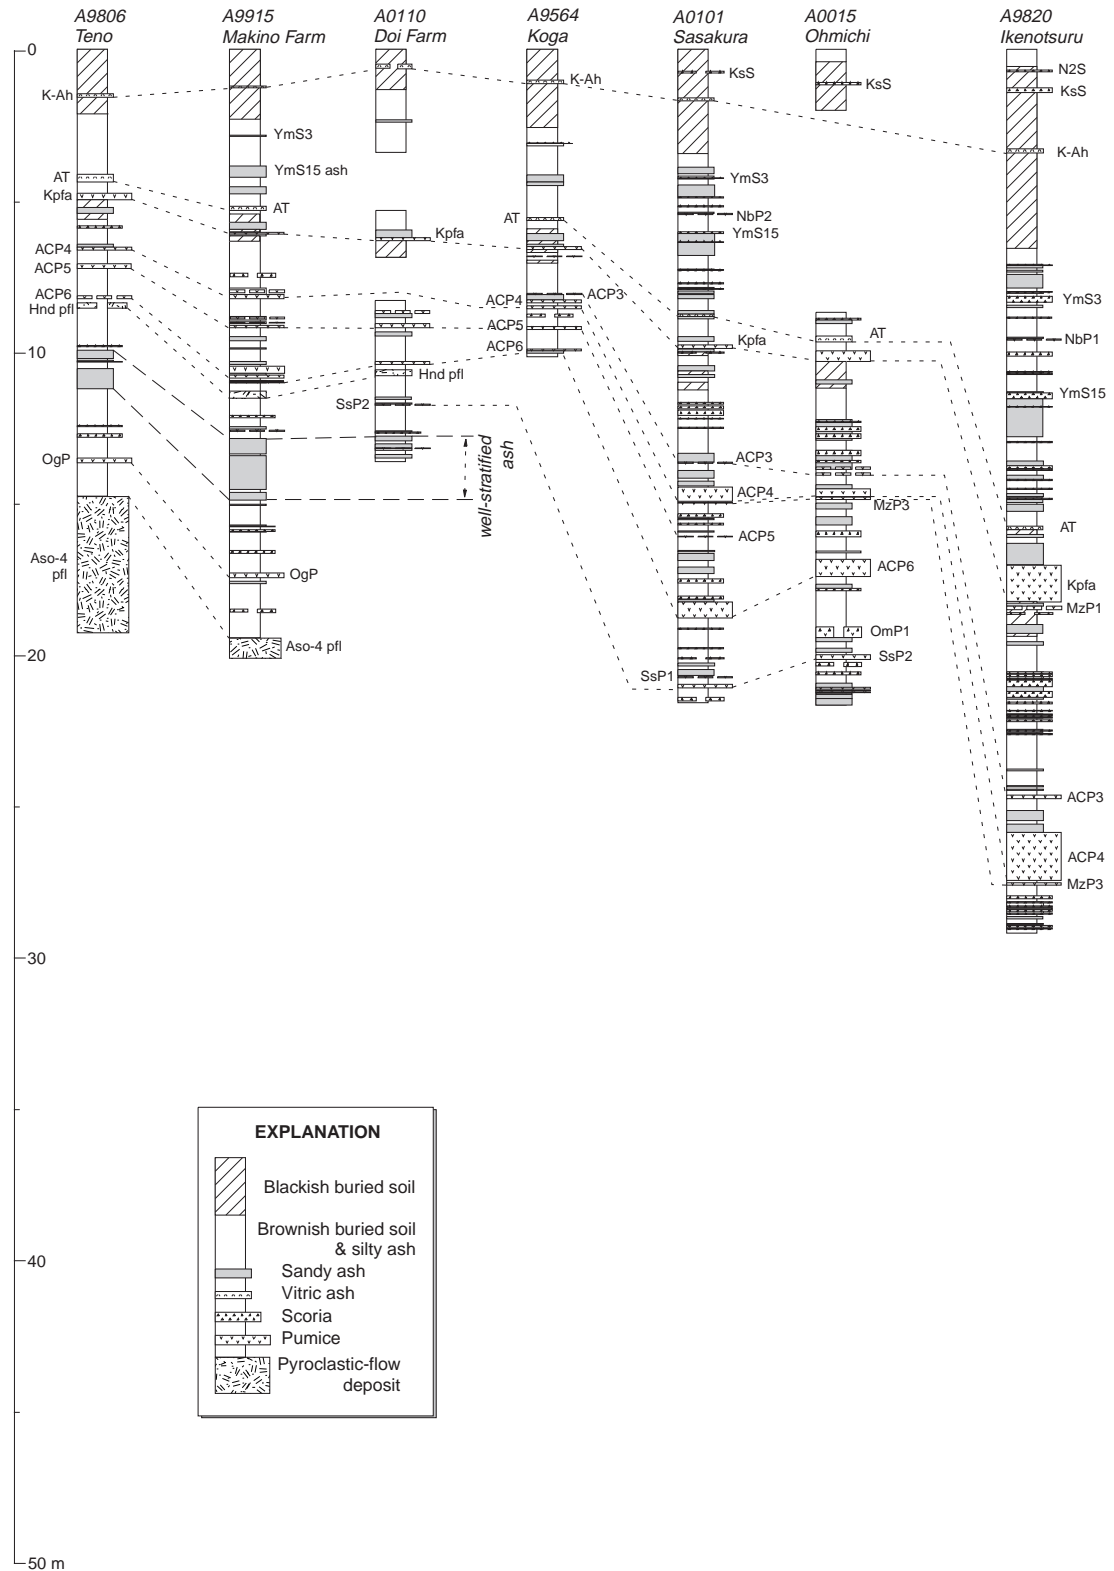 A9806
Teno
A9915
Makino Farm
A0110
Doi Farm
A9564
Koga
A0101
Sasakura
A0015
Ohmichi
A9820
Ikenotsuru
0
10
20
30
40
50 m
K-Ah
AT
Kpfa
ACP4
ACP5
ACP6
Hnd pfl
OgP
Aso-4
pfl
YmS3
YmS15 ash
AT
OgP
Aso-4 pfl
Kpfa
Hnd pfl
SsP2
well-stratified
ash
K-Ah
AT
ACP4
ACP3
ACP5
ACP6
KsS
YmS3
NbP2
YmS15
Kpfa
ACP3
ACP4
ACP5
SsP1
KsS
AT
MzP3
ACP6
OmP1
SsP2
N2S
KsS
K-Ah
YmS3
NbP1
YmS15
AT
Kpfa
MzP1
ACP3
ACP4
MzP3
EXPLANATION
Blackish buried soil
Brownish buried soil
& silty ash
Sandy ash
Vitric ash
Scoria
Pumice
Pyroclastic-flow
deposit